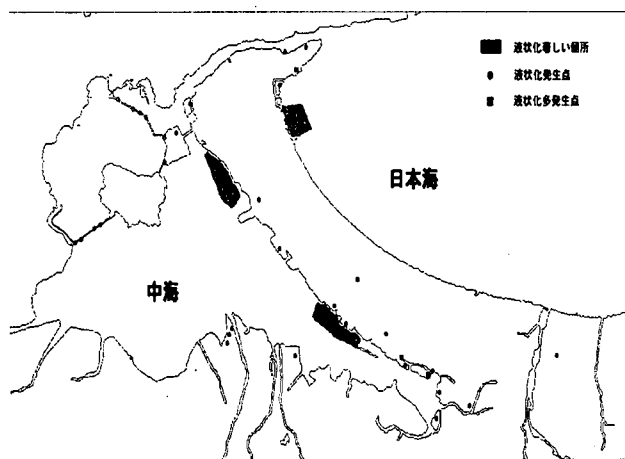 液状化著しい個所
液状化発生点
液状化多発生点
日本海
中海